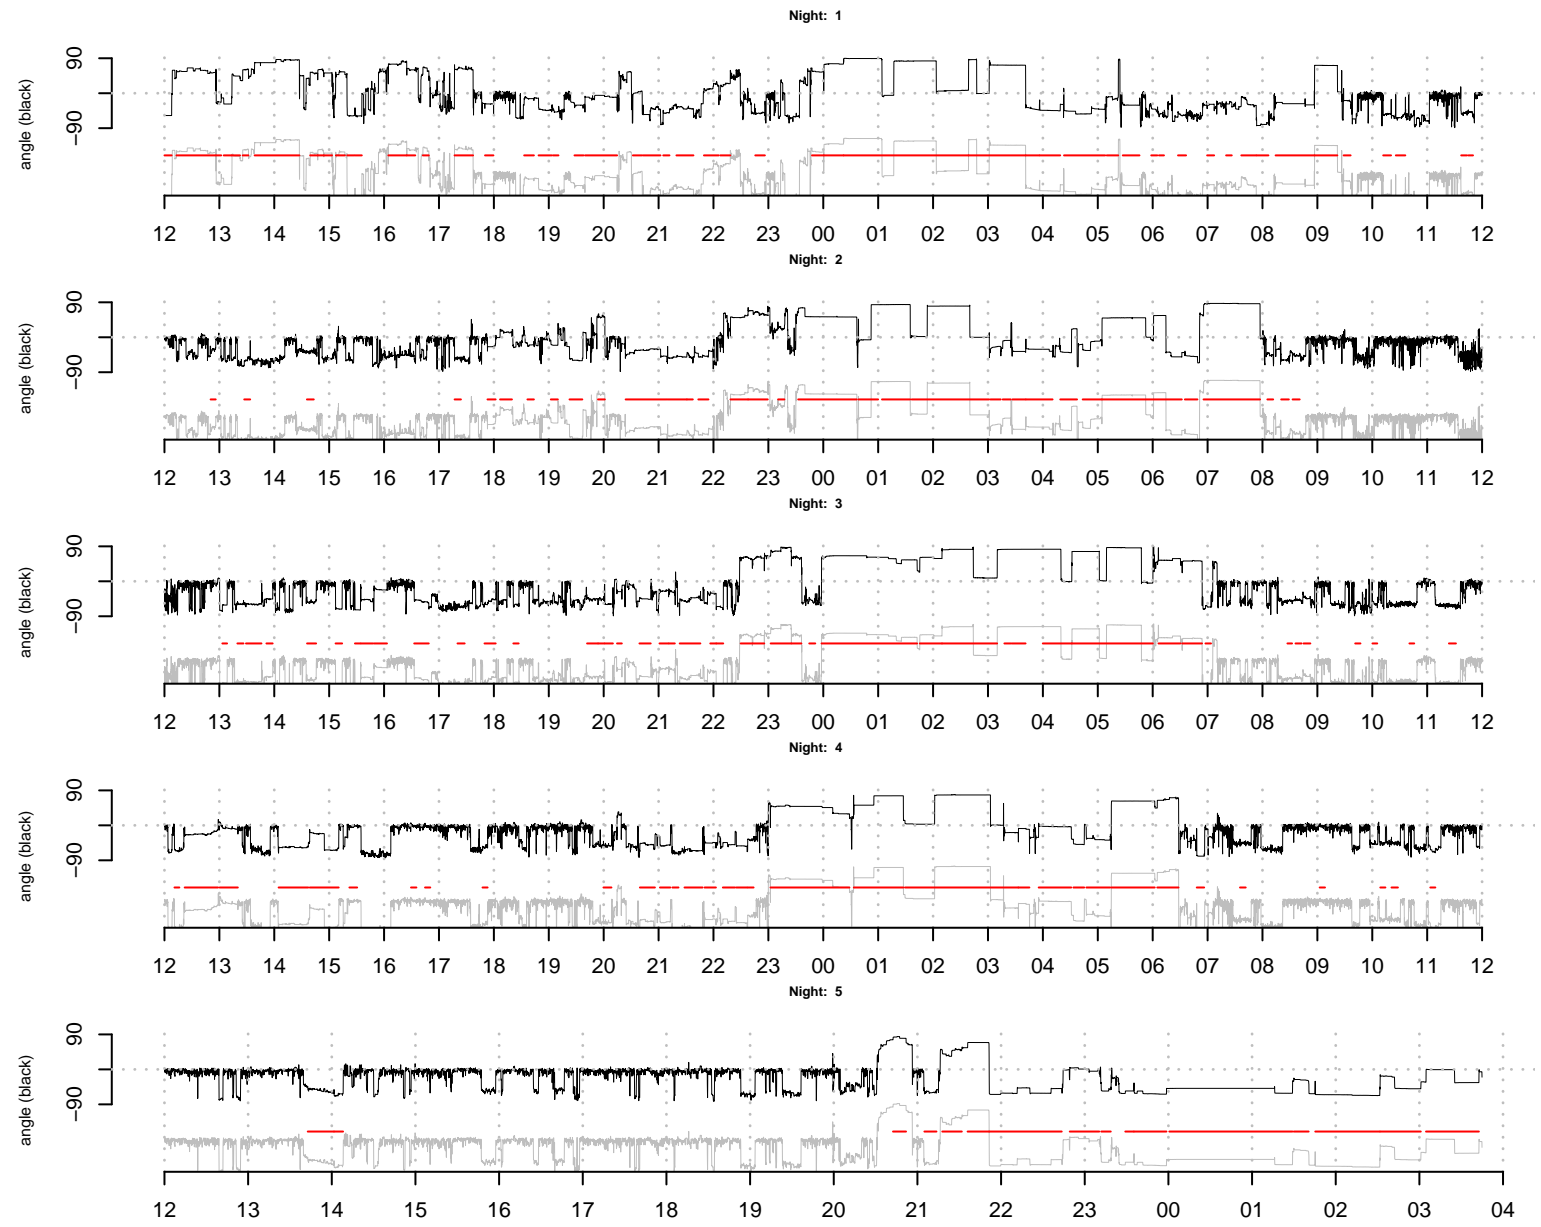 Night: 1
90
-90
angle (black)
12 13 14 15 16 17 18 19 20 21 22 23 00 01 02 03 04 05 06 07 08 09 10 11 12
Night: 2
90
-90
angle (black)
12 13 14 15 16 17 18 19 20 21 22 23 00 01 02 03 04 05 06 07 08 09 10 11 12
Night: 3
90
-90
angle (black)
12 13 14 15 16 17 18 19 20 21 22 23 00 01 02 03 04 05 06 07 08 09 10 11 12
Night: 4
90
-90
angle (black)
12 13 14 15 16 17 18 19 20 21 22 23 00 01 02 03 04 05 06 07 08 09 10 11 12
Night: 5
90
-90
angle (black)
12 13 14 15 16 17 18 19 20 21 22 23 00 01 02 03 04